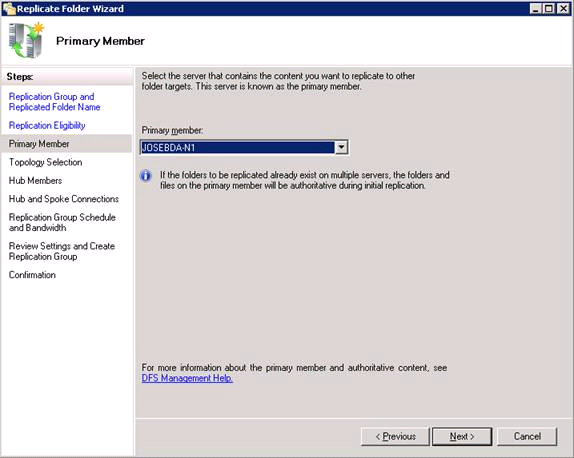 Replicate Folder Wizard
Primary Member
Steps:
Replication Group and
Replicated Folder Name
Replication Eligibility
Primary Member
Topology Selection
Hub Members
Hub and Spoke Connections
Replication Group Schedule
and Bandwidth
Review Settings and Create
Replication Group
Confirmation
Select the server that contains the content you want to replicate to other
folder targets. This server is known as the primary member.
Primary member:
JOSEBDA-N1
If the folders to be replicated already exist on multiple servers, the folders and
files on the primary member will be authoritative during initial replication.
For more information about the primary member and authoritative content, see
DFS Management Help.
< Previous
Next >
Cancel